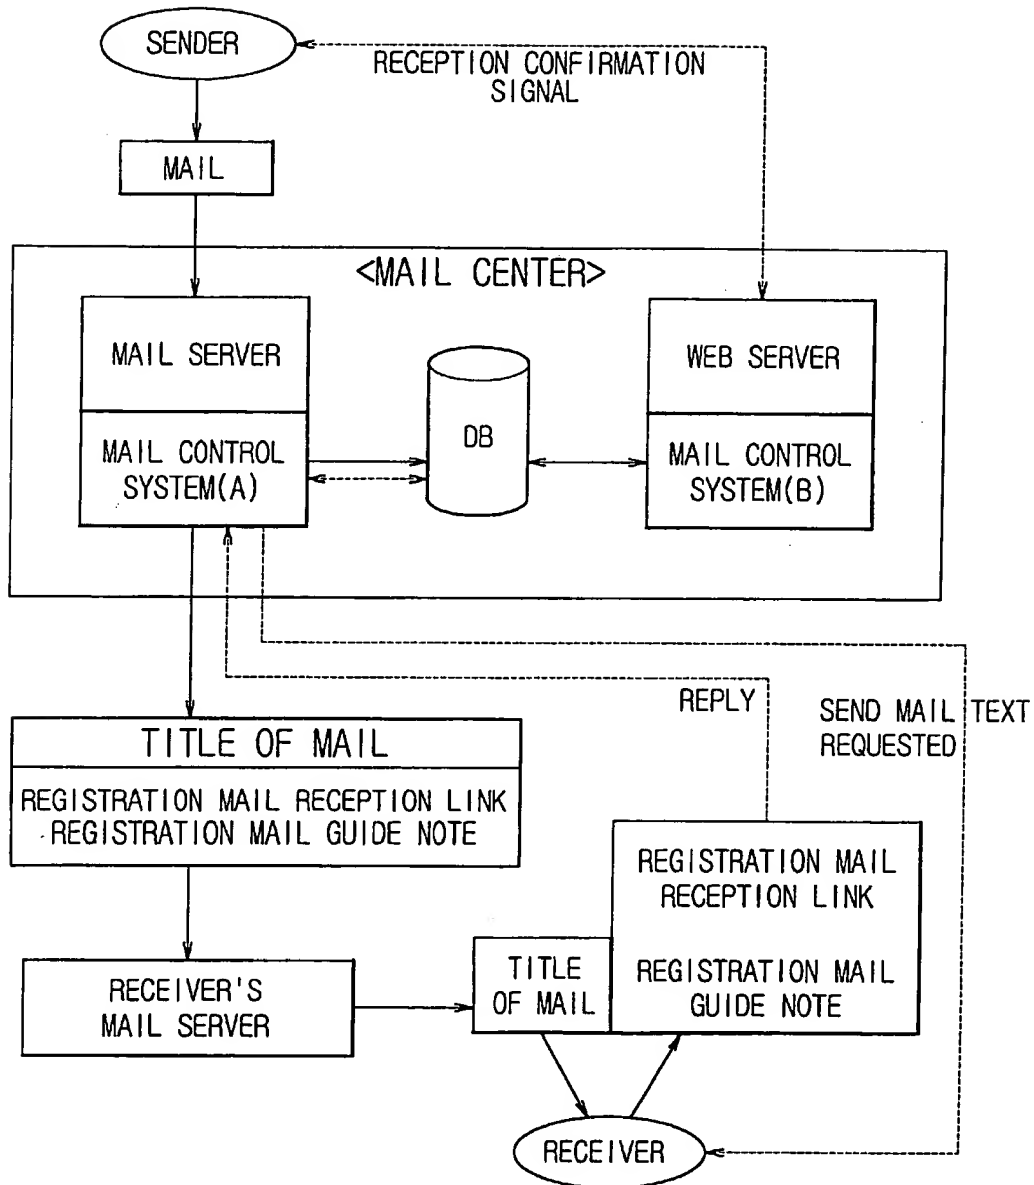 SENDER
RECEPTION CONFIRMATION
SIGNAL
MAIL
<MAIL CENTER>
MAIL SERVER
WEB SERVER
DB
MAIL CONTROL
SYSTEM(A)
MAIL CONTROL
SYSTEM(B)
REPLY
SEND MAIL TEXT
REQUESTED
TITLE OF MAIL
REGISTRATION MAIL RECEPTION LINK
REGISTRATION MAIL GUIDE NOTE
REGISTRATION MAIL
RECEPTION LINK
TITLE
OF MAIL
REGISTRATION MAIL
GUIDE NOTE
RECEIVER'S
MAIL SERVER
RECEIVER